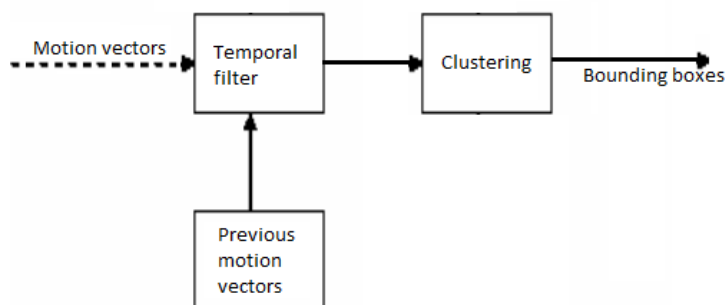 Motion vectors
Temporal
filter
Clustering
Bounding boxes
Previous
motion
vectors